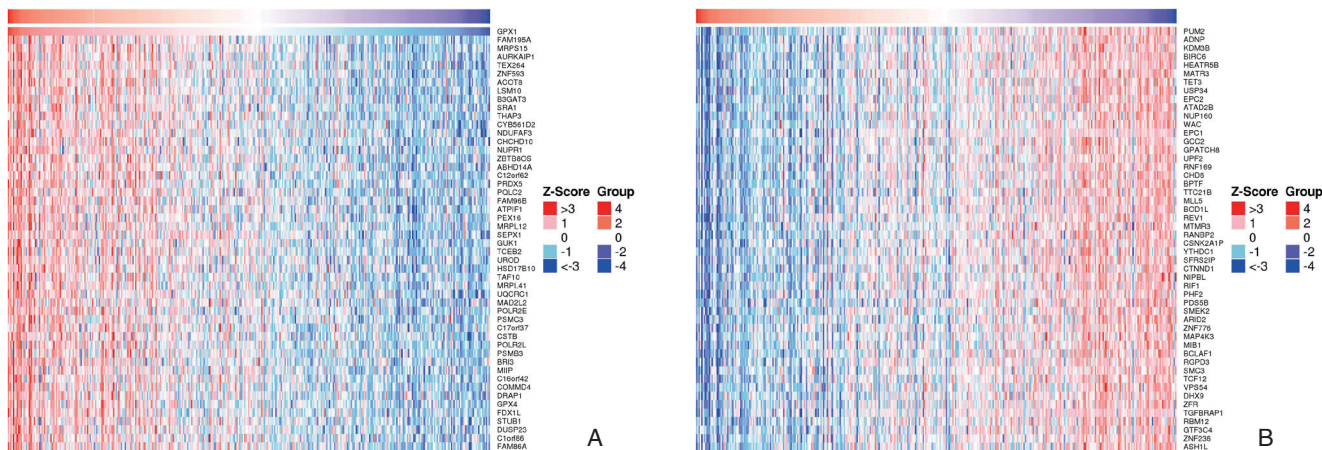 GPX1
FAM195A
MRPS15
AURKAIP1
TEX264
ZNF593
ACOT8
LSM10
B3GAT3
SRA1
THAP3
CYB561D2
NDUFAF3
CHCHD10
NUPR1
ZBTB8OS
ABHD14A
C12orf62
PRDX5
PQLC2
FAM96B
ATPIF1
PEX16
MRPL12
SEPX1
GUK1
TCEB2
UROD
HSD17B10
TAF10
MRPL41
UQCRC1
MAD2L2
POLR2E
PSMC3
C17orf37
CSTB
POLR2L
PSMB3
BRI3
MIIP
C16orf42
COMMD4
DRAP1
GPX4
FDX1L
STUB1
DUSP23
C1orf86
FAM86A
Z-Score Group
>3 4
1 2
0 0
-1 -2
<-3 -4
A
PUM2
ADNP
KDM3B
BIRC6
HEATR5B
MATR3
TET3
USP34
EPC2
ATAD2B
NUP160
WAC
EPC1
GCC2
GPATCH8
UPF2
RNF169
CHD6
BPTF
TTC21B
MLL5
BOD1L
REV1
MTMR3
RANBP2
CSNK2A1P
YTHDC1
SFRS2IP
CTNND1
NIPBL
RIF1
PHF2
PDS5B
SMEK2
ARID2
ZNF776
MAP4K3
MIB1
BCLAF1
RGPD3
SMC3
TCF12
VPS54
DHX9
ZFR
TGFBRAP1
RBM12
GTF3C4
ZNF236
ASH1L
Z-Score Group
>3 4
1 2
0 0
-1 -2
<-3 -4
B